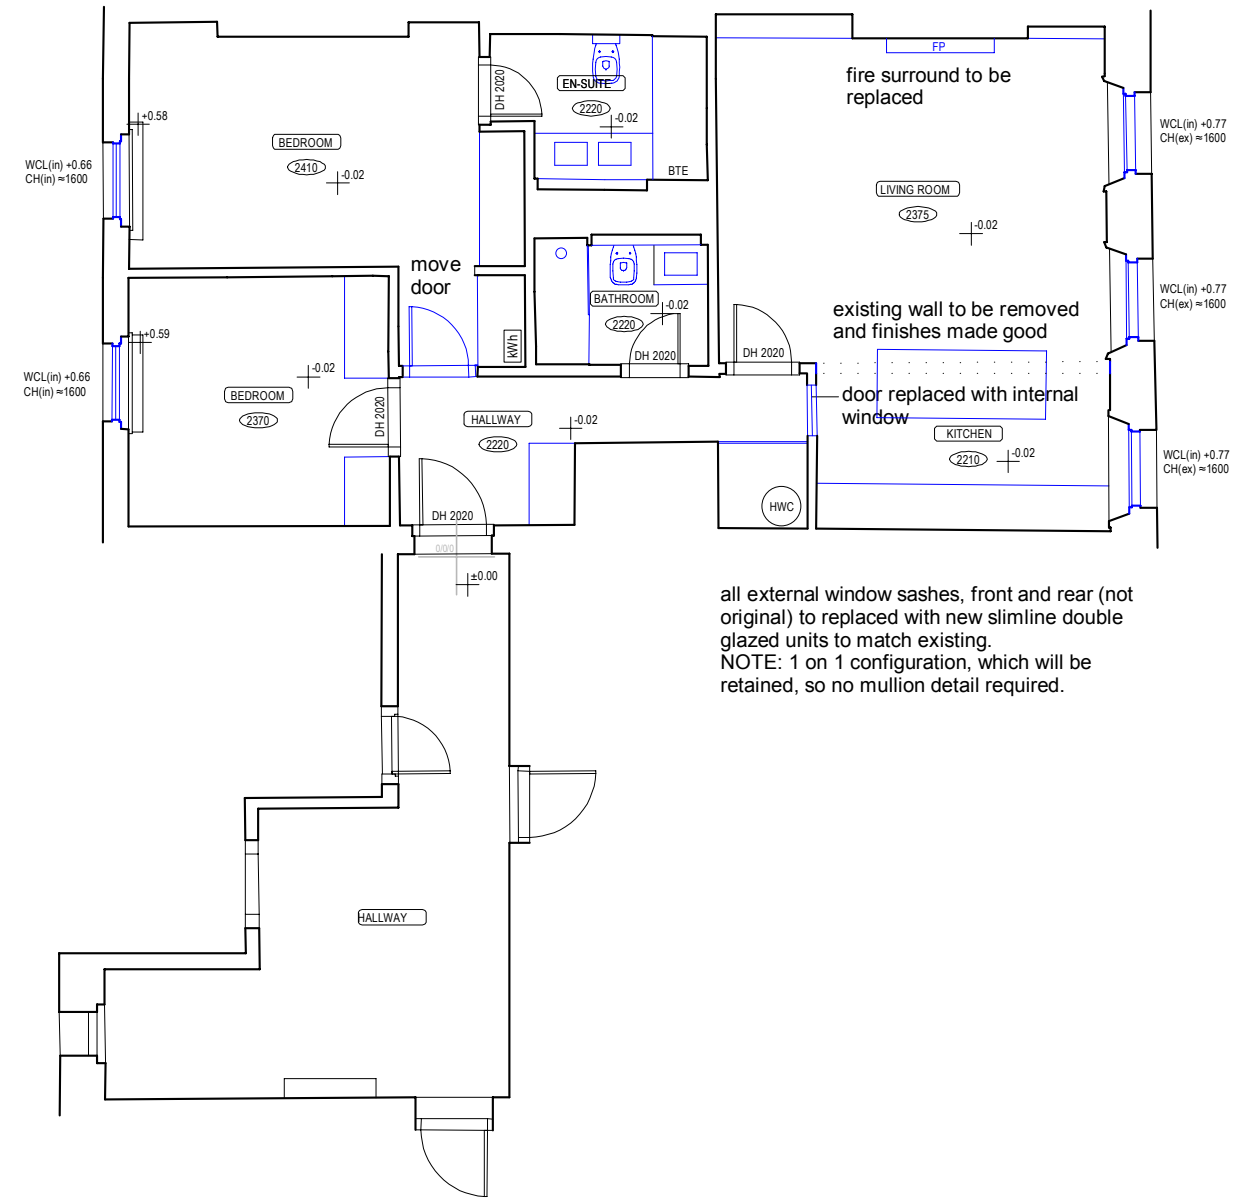 FP
fire surround to be
replaced
DH 2020
EN-SUITE
2220
-0.02
BTE
+0.58
WCL(in) +0.66
CH(in) ≈1600
BEDROOM
2410
-0.02
WCL(in) +0.77
CH(ex) ≈1600
LIVING ROOM
2375
-0.02
move
door
BATHROOM
-0.02
2220
DH 2020
kWh
DH 2020
existing wall to be removed
and finishes made good
WCL(in) +0.77
CH(ex) ≈1600
+0.59
WCL(in) +0.66
CH(in) ≈1600
-0.02
BEDROOM
2370
DH 2020
HALLWAY
2220
-0.02
door replaced with internal
window
KITCHEN
2210
-0.02
WCL(in) +0.77
CH(ex) ≈1600
HWC
DH 2020
0/0/0
±0.00
all external window sashes, front and rear (not
original) to replaced with new slimline double
glazed units to match existing.
NOTE: 1 on 1 configuration, which will be
retained, so no mullion detail required.
HALLWAY